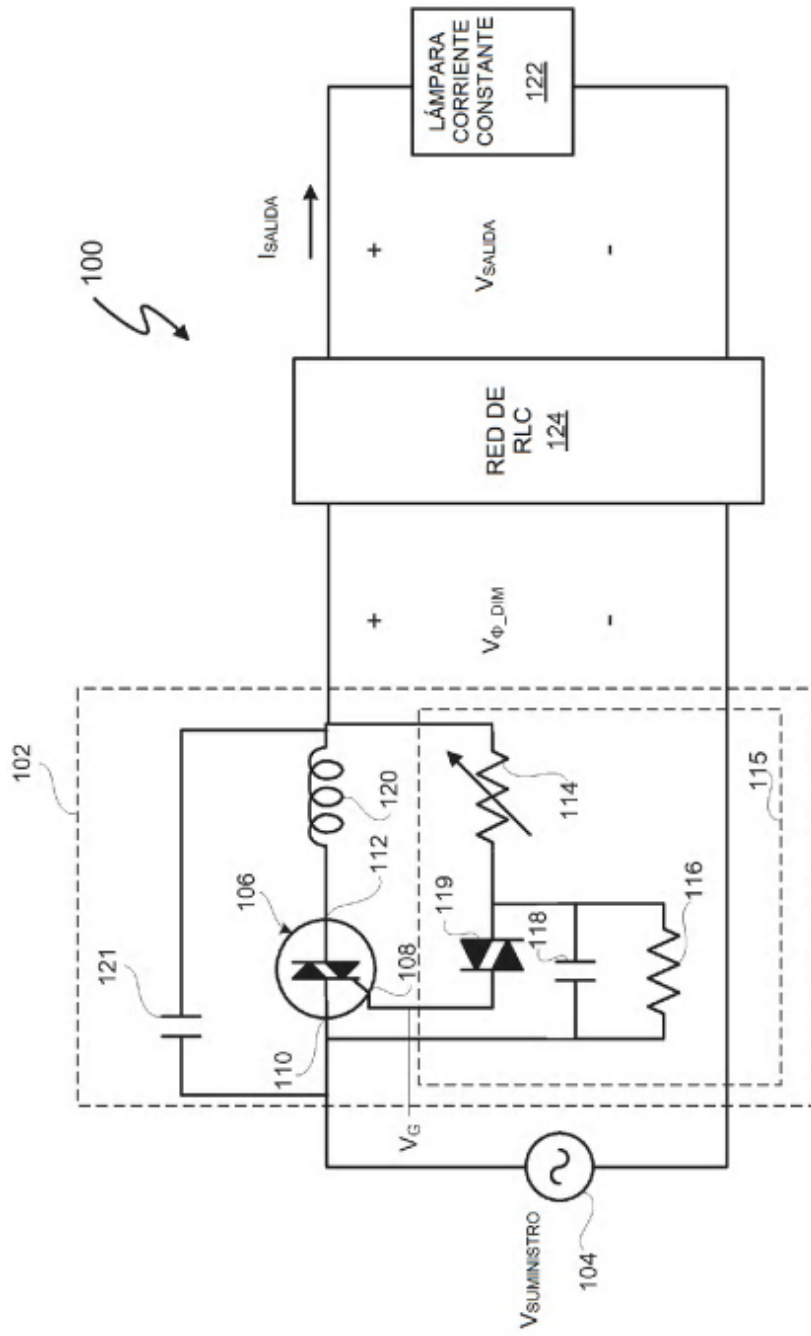 100
102
121
106
120
112
108
110
119
114
118
115
116
V_G
V_SUMINISTRO
104
+
V_Φ_DIM
-
RED DE
RLC
124
I_SALIDA
+
V_SALIDA
-
LÁMPARA
CORRIENTE
CONSTANTE
122